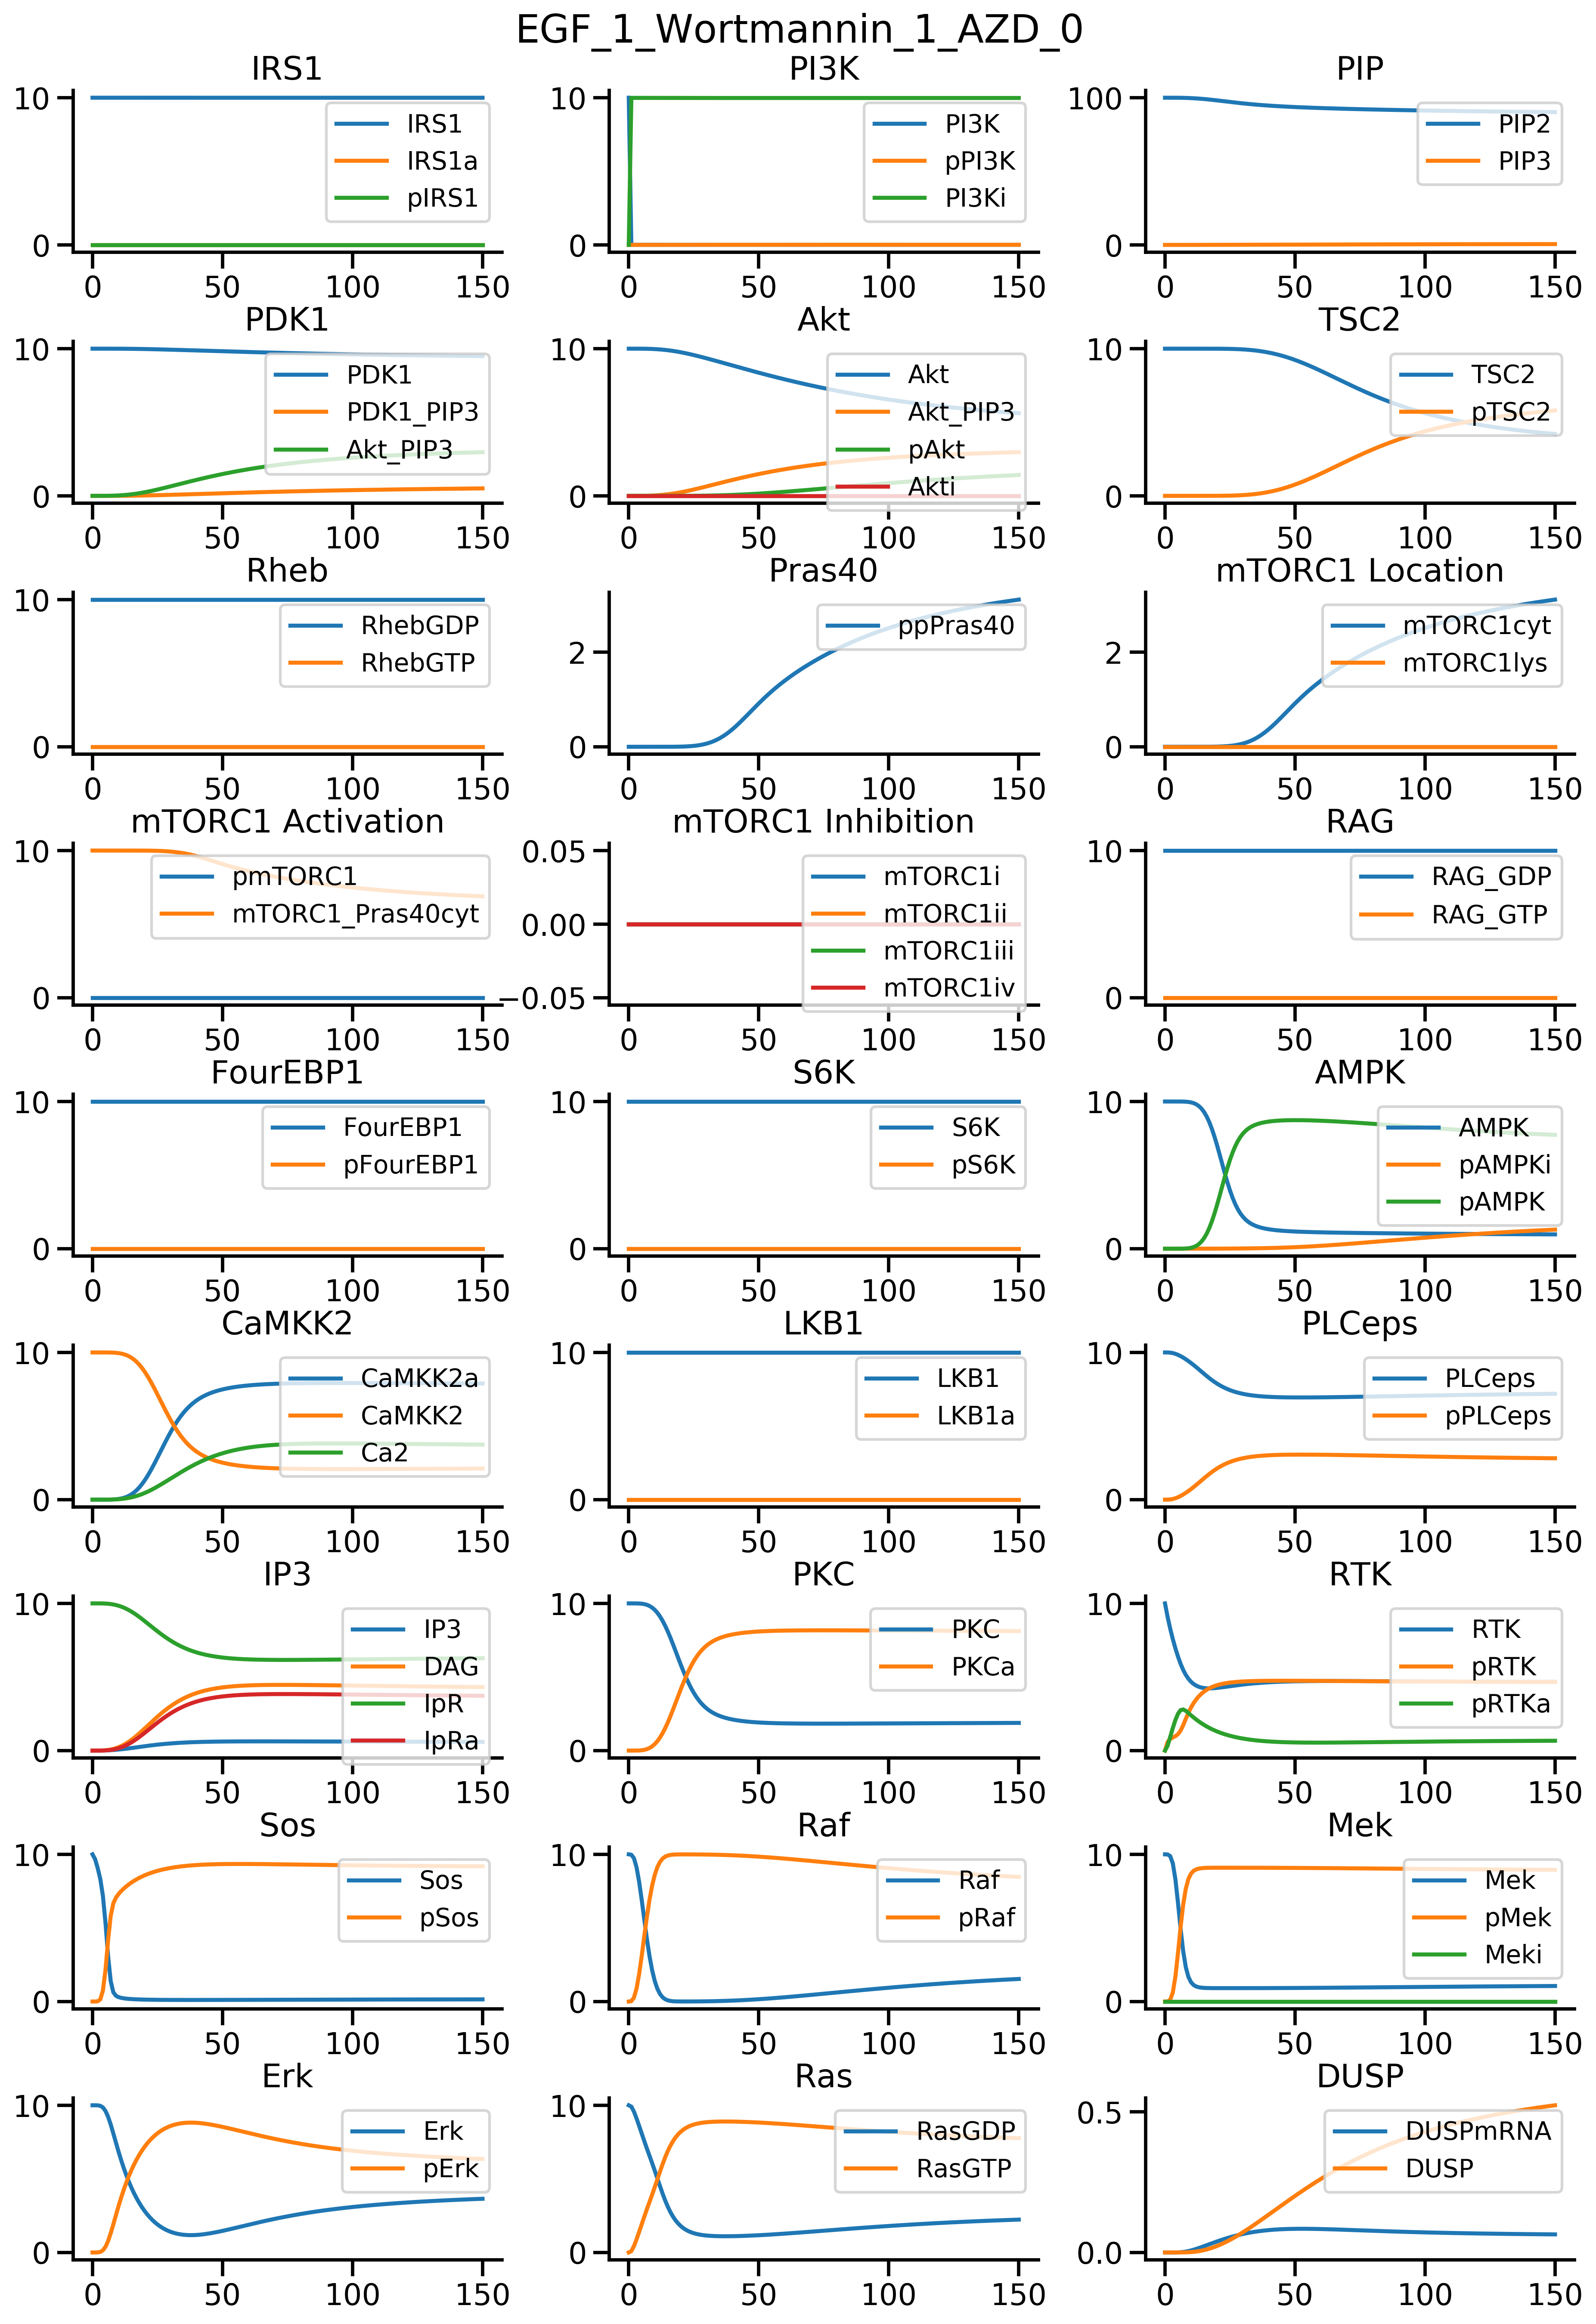 EGF_1_Wortmannin_1_AZD_0
IRS1
10
0
0 50 100 150
IRS1
IRS1a
pIRS1
PI3K
10
0
0 50 100 150
PI3K
pPI3K
PI3Ki
PIP
100
0
0 50 100 150
PIP2
PIP3
PDK1
10
0
0 50 100 150
PDK1
PDK1_PIP3
Akt_PIP3
Akt
10
0
0 50 100 150
Akt
Akt_PIP3
pAkt
Akti
TSC2
10
0
0 50 100 150
TSC2
pTSC2
Rheb
10
0
0 50 100 150
RhebGDP
RhebGTP
Pras40
2
0
0 50 100 150
ppPras40
mTORC1 Location
2
0
0 50 100 150
mTORC1cyt
mTORC1lys
mTORC1 Activation
10
0
0 50 100 150
pmTORC1
mTORC1_Pras40cyt
mTORC1 Inhibition
0.05
0.00
−0.05
0 50 100 150
mTORC1i
mTORC1ii
mTORC1iii
mTORC1iv
RAG
10
0
0 50 100 150
RAG_GDP
RAG_GTP
FourEBP1
10
0
0 50 100 150
FourEBP1
pFourEBP1
S6K
10
0
0 50 100 150
S6K
pS6K
AMPK
10
0
0 50 100 150
AMPK
pAMPKi
pAMPK
CaMKK2
10
0
0 50 100 150
CaMKK2a
CaMKK2
Ca2
LKB1
10
0
0 50 100 150
LKB1
LKB1a
PLCeps
10
0
0 50 100 150
PLCeps
pPLCeps
IP3
10
0
0 50 100 150
IP3
DAG
IpR
IpRa
PKC
10
0
0 50 100 150
PKC
PKCa
RTK
10
0
0 50 100 150
RTK
pRTK
pRTKa
Sos
10
0
0 50 100 150
Sos
pSos
Raf
10
0
0 50 100 150
Raf
pRaf
Mek
10
0
0 50 100 150
Mek
pMek
Meki
Erk
10
0
0 50 100 150
Erk
pErk
Ras
10
0
0 50 100 150
RasGDP
RasGTP
DUSP
0.5
0.0
0 50 100 150
DUSPmRNA
DUSP